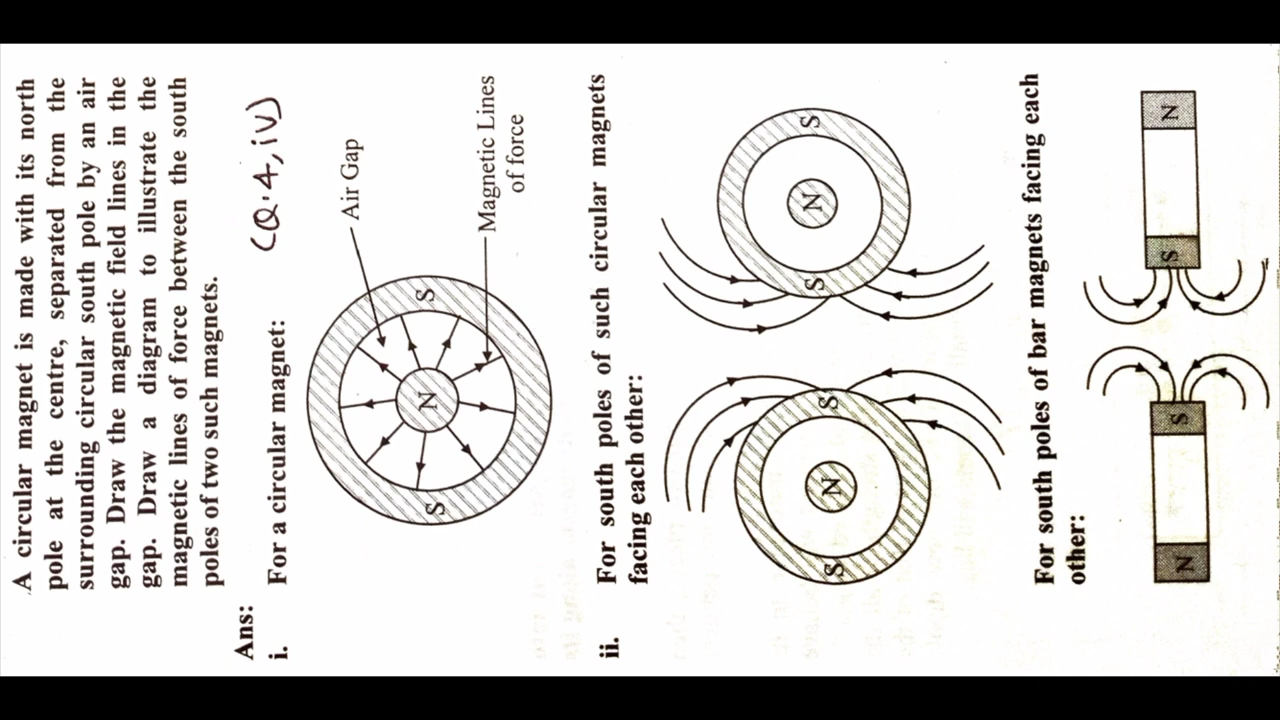 A circular magnet is made with its north
pole at the centre, separated from the
surrounding circular south pole by an air
gap. Draw the magnetic field lines in the
gap. Draw a diagram to illustrate the
magnetic lines of force between the south
poles of two such magnets.
Ans:
(Q.4, iv)
i. For a circular magnet:
Air Gap
S
N
S
Magnetic Lines
of force
ii. For south poles of such circular magnets
facing each other:
S
N
S
S
N
S
For south poles of bar magnets facing each
other:
N
S
S
N